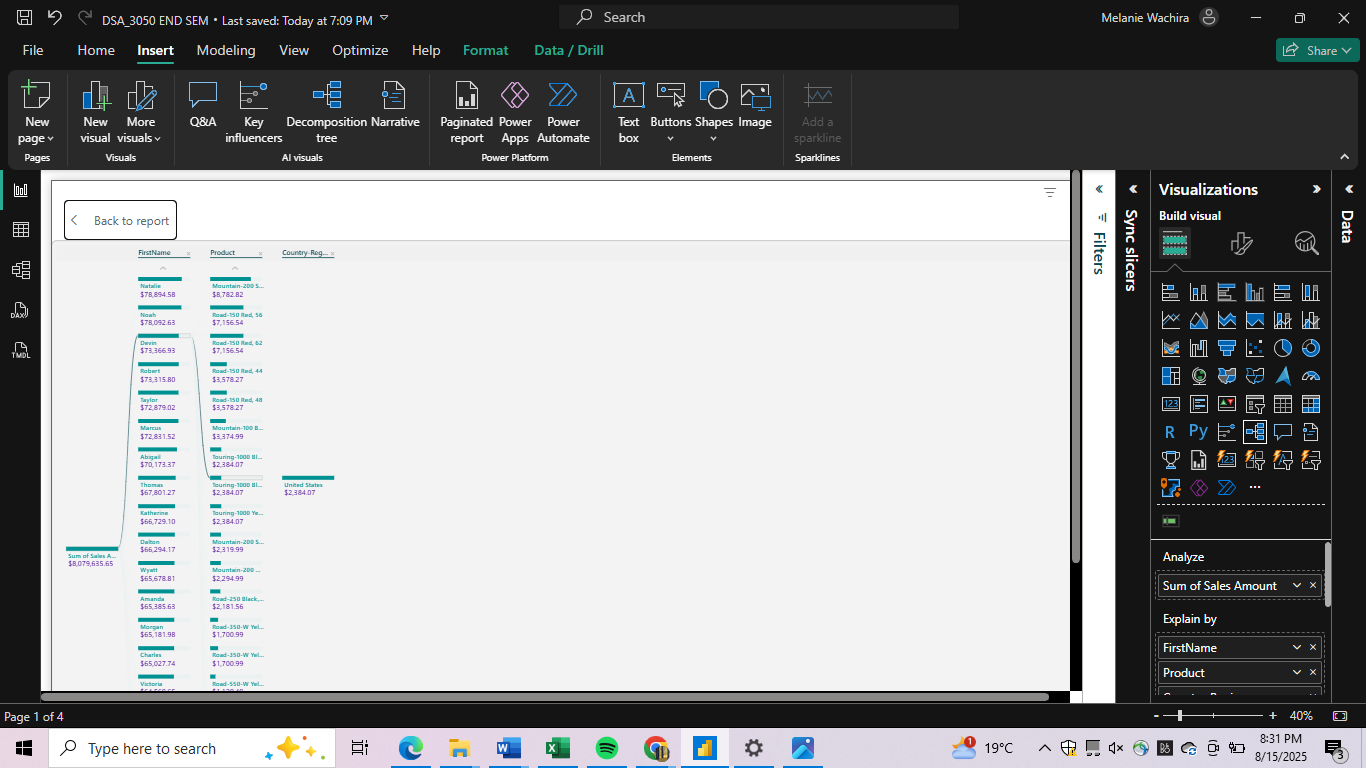 DSA_3050 END SEM • Last saved: Today at 7:09 PM
Search
Melanie Wachira
File Home Insert Modeling View Optimize Help Format Data / Drill
Share
New page
New visual
More visuals
Q&A
Key influencers
Decomposition tree
Narrative
Paginated report
Power Apps
Power Automate
Text box
Buttons
Shapes
Image
Add a sparkline
Pages
Visuals
AI visuals
Power Platform
Elements
Sparklines
Back to report
FirstName
Product
Country-Reg...
Natalie
$78,894.58
Noah
$78,092.63
Devin
$73,366.93
Robert
$73,315.80
Taylor
$72,879.02
Marcus
$72,831.52
Abigail
$70,173.37
Thomas
$67,801.27
Katherine
$66,729.10
Dalton
$66,294.17
Wyatt
$65,678.81
Amanda
$65,385.63
Morgan
$65,181.98
Charles
$65,027.74
Victoria
Sum of Sales A...
$8,079,635.65
Mountain-200 S...
$8,782.82
Road-150 Red, 56
$7,156.54
Road-150 Red, 62
$7,156.54
Road-150 Red, 44
$3,578.27
Road-150 Red, 48
$3,578.27
Mountain-100 B...
$3,374.99
Touring-1000 Bl...
$2,384.07
Touring-1000 Bl...
$2,384.07
Touring-1000 Ye...
$2,384.07
Mountain-200 S...
$2,319.99
Mountain-200 ...
$2,294.99
Road-250 Black,...
$2,181.56
Road-350-W Yel...
$1,700.99
Road-350-W Yel...
$1,700.99
Road-550-W Yel...
United States
$2,384.07
Filters
Sync slicers
Visualizations
Build visual
123
R
Py
123
Analyze
Sum of Sales Amount
Explain by
FirstName
Product
Data
DAX
TMDL
Page 1 of 4
- + 40%
Type here to search
1
19°C
8:31 PM
8/15/2025
3